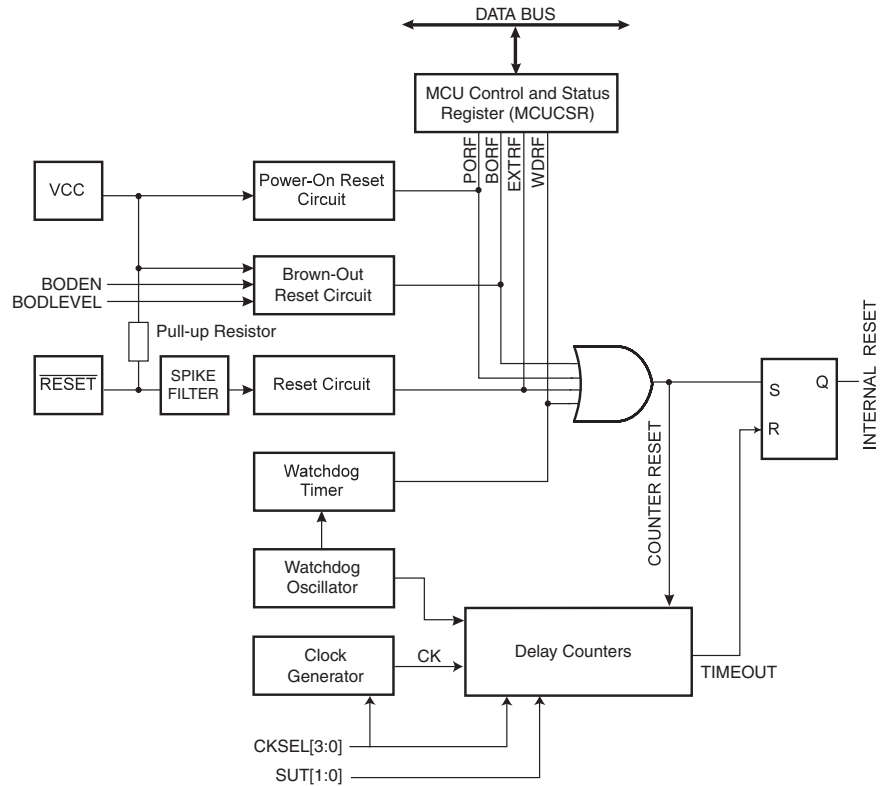 DATA BUS
MCU Control and Status
Register (MCUCSR)
PORF
BORF
EXTRF
WDRF
VCC
Power-On Reset
Circuit
BODEN
BODLEVEL
Brown-Out
Reset Circuit
Pull-up Resistor
RESET
SPIKE
FILTER
Reset Circuit
S
Q
R
INTERNAL RESET
COUNTER RESET
Watchdog
Timer
Watchdog
Oscillator
Clock
Generator
CK
Delay Counters
TIMEOUT
CKSEL[3:0]
SUT[1:0]